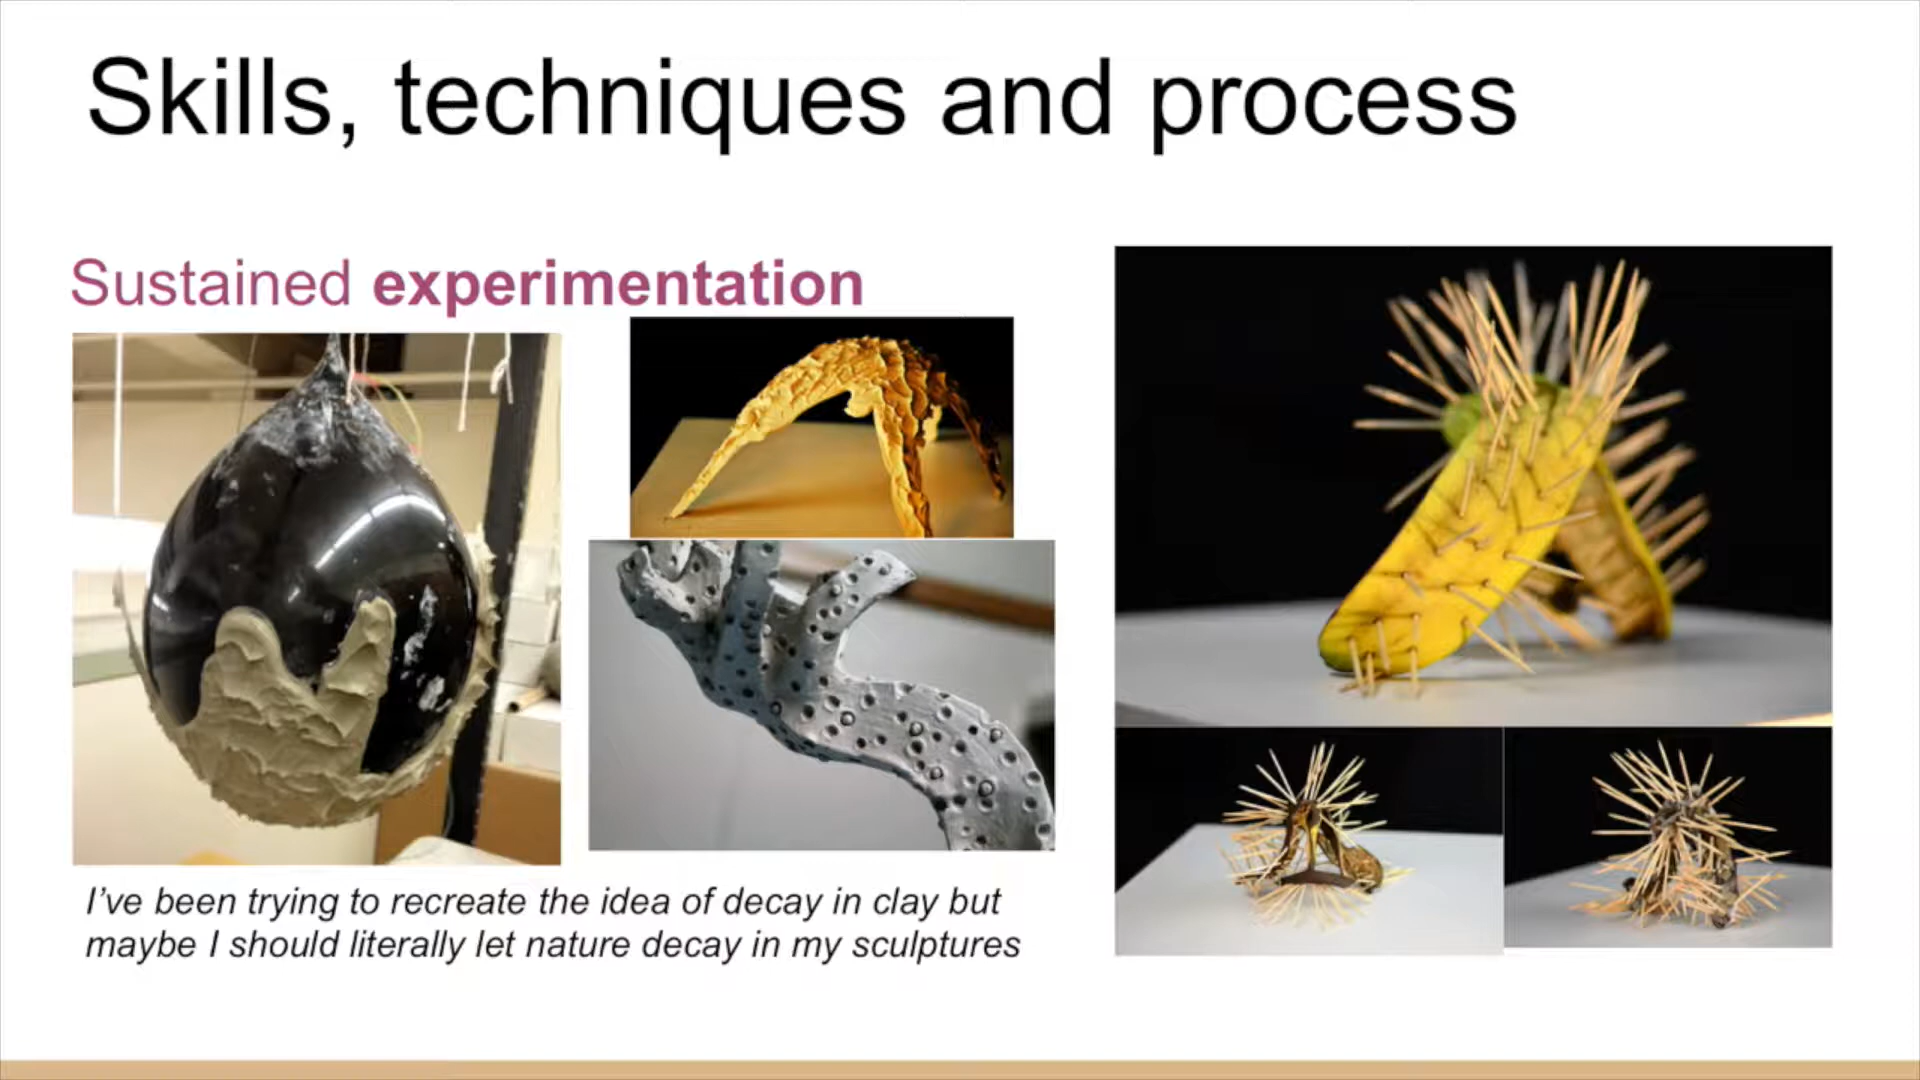 Skills, techniques and process
Sustained experimentation
I've been trying to recreate the idea of decay in clay but
maybe I should literally let nature decay in my sculptures